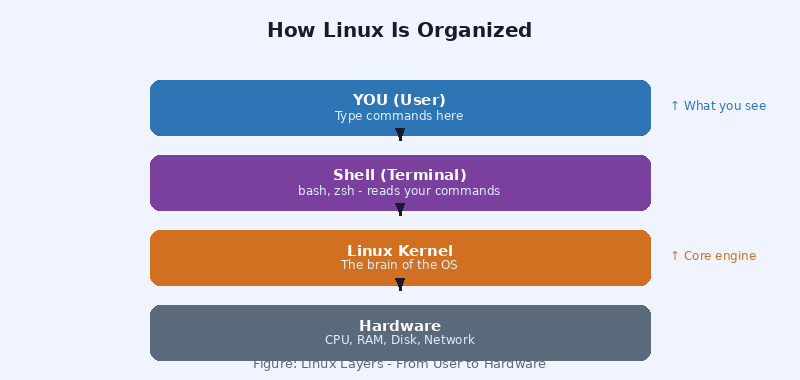 How Linux Is Organized
YOU (User)
Type commands here
↑ What you see
Shell (Terminal)
bash, zsh - reads your commands
Linux Kernel
The brain of the OS
↑ Core engine
Hardware
CPU, RAM, Disk, Network
Figure: Linux Layers - From User to Hardware